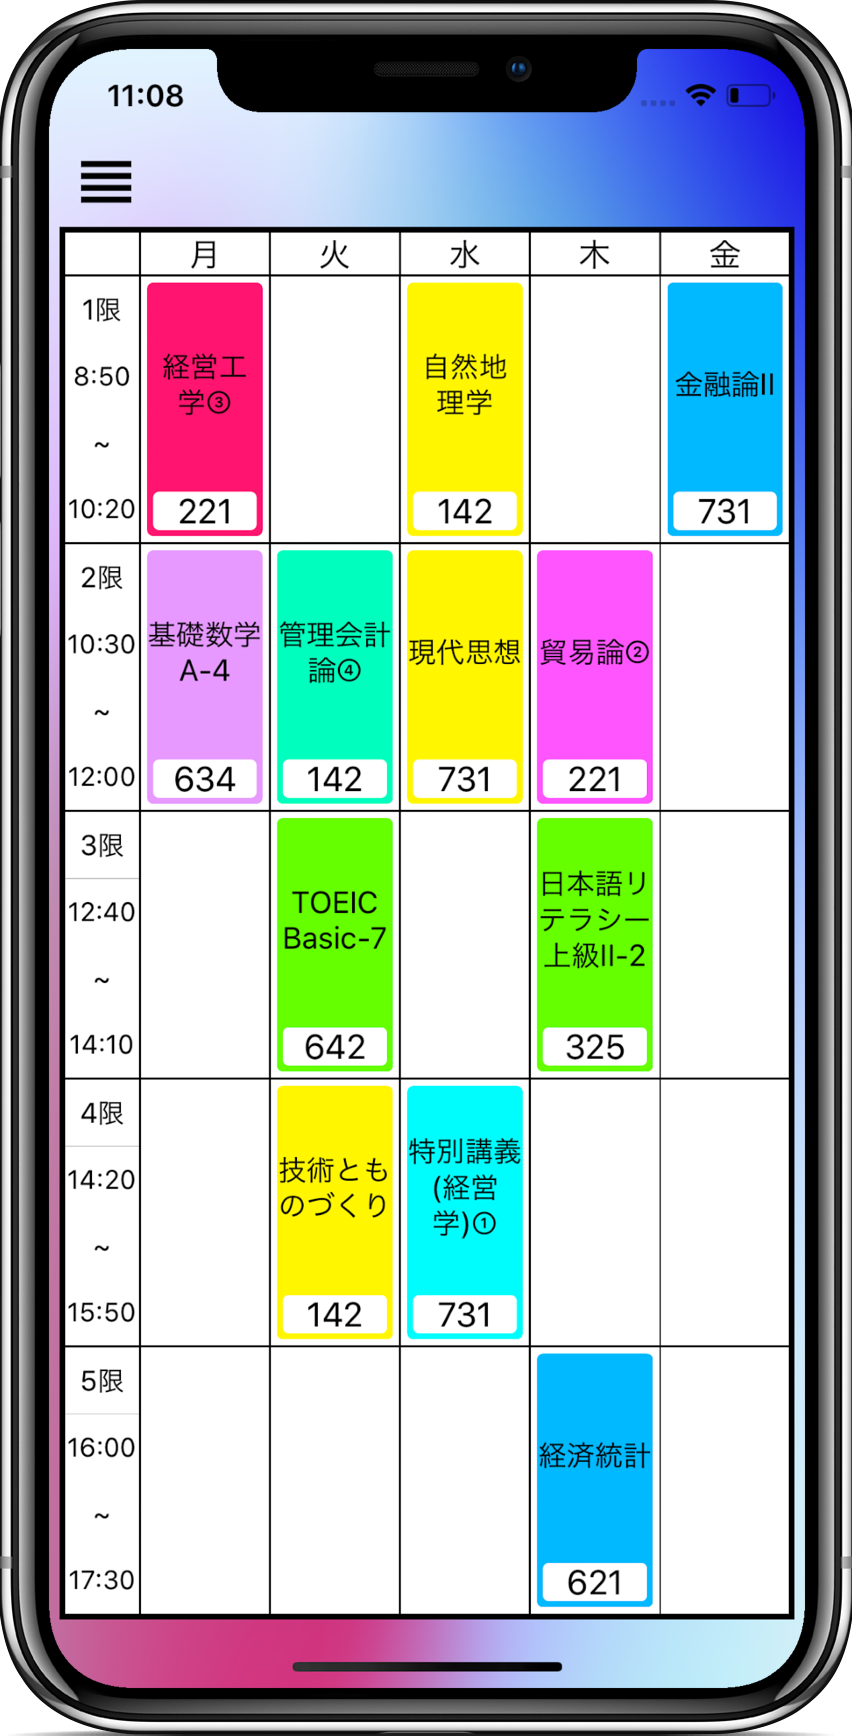 11:08
月 火 水 木 金
1限
8:50
~
10:20
経営工
学③
221
自然地
理学
142
金融論II
731
2限
10:30
~
12:00
基礎数学
A-4
634
管理会計
論④
142
現代思想
731
貿易論②
221
3限
12:40
~
14:10
TOEIC
Basic-7
642
日本語リ
テラシー
上級II-2
325
4限
14:20
~
15:50
技術とも
のづくり
142
特別講義
(経営
学)①
731
5限
16:00
~
17:30
経済統計
621